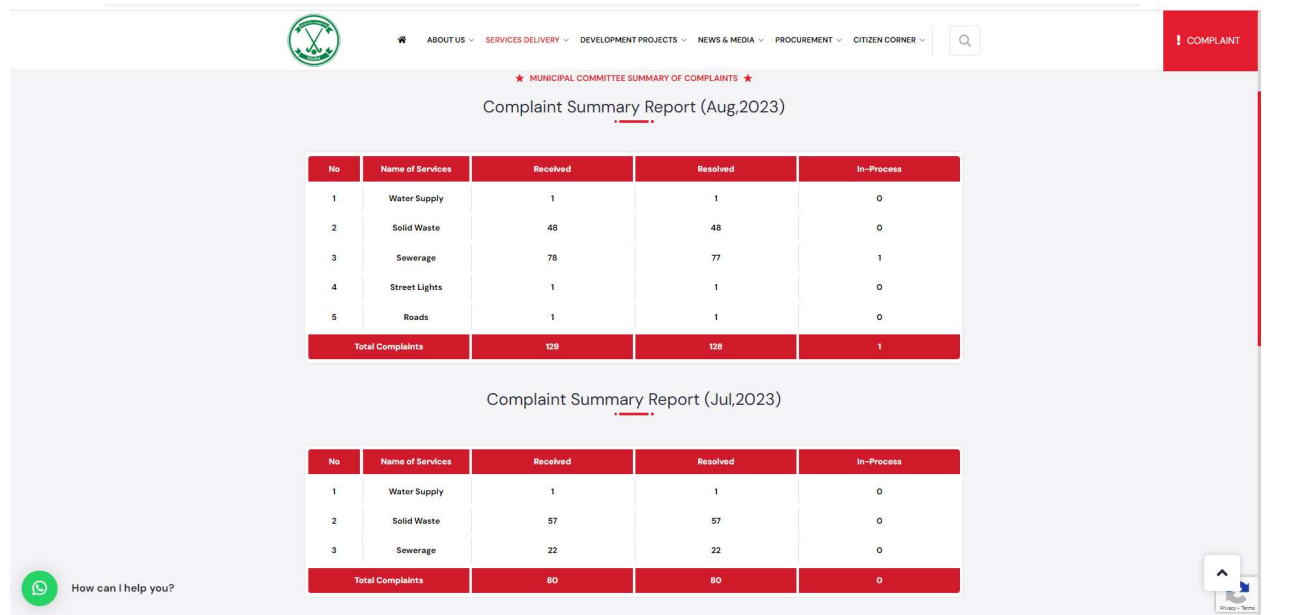 ABOUT US SERVICES DELIVERY DEVELOPMENT PROJECTS NEWS & MEDIA PROCUREMENT CITIZEN CORNER
! COMPLAINT
★ MUNICIPAL COMMITTEE SUMMARY OF COMPLAINTS ★
Complaint Summary Report (Aug,2023)
No Name of Services Received Resolved In-Process
1 Water Supply 1 1 0
2 Solid Waste 48 48 0
3 Sewerage 78 77 1
4 Street Lights 1 1 0
5 Roads 1 1 0
Total Complaints 129 128 1
Complaint Summary Report (Jul,2023)
No Name of Services Received Resolved In-Process
1 Water Supply 1 1 0
2 Solid Waste 57 57 0
3 Sewerage 22 22 0
Total Complaints 80 80 0
How can I help you?
Privacy - Terms